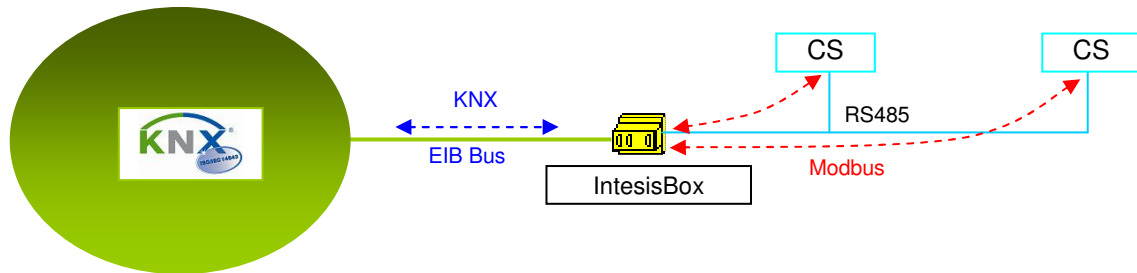 KNX®
ISO/IEC 14543
KNX
EIB Bus
IntesisBox
CS
CS
RS485
Modbus